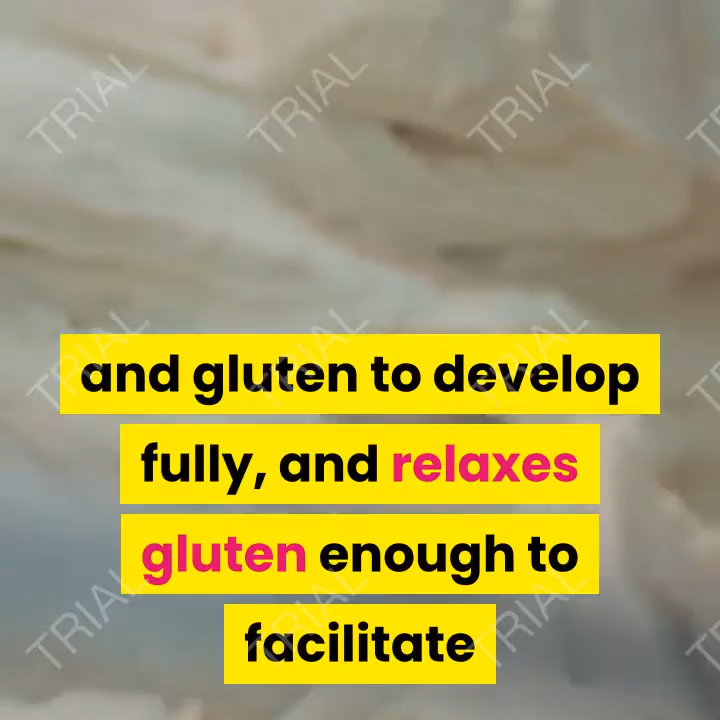 TRIAL TRIAL TRIAL
TRIAL TRIAL TRIAL
and gluten to develop
fully, and relaxes
gluten enough to
facilitate
TRIAL TRIAL TRIAL